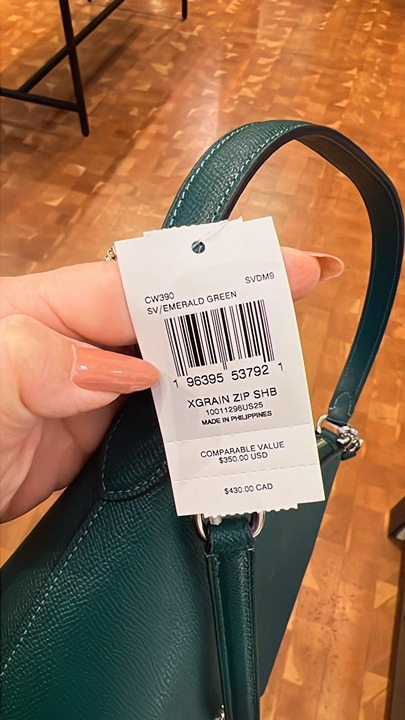 CW390 SVDM9
SV/EMERALD GREEN
1 96395 53792 1
XGRAIN ZIP SHB
10011296US25
MADE IN PHILIPPINES
COMPARABLE VALUE
$350.00 USD
$430.00 CAD